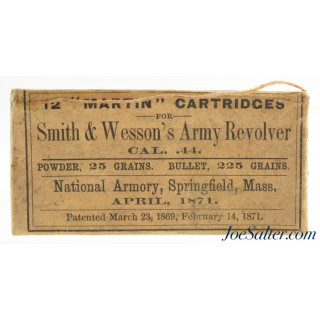 12 "MARTIN" CARTRIDGES
FOR
Smith & Wesson's Army Revolver
CAL. .44.
POWDER, 25 GRAINS. BULLET, 225 GRAINS.
National Armory, Springfield, Mass.
APRIL, 1871.
Patented March 23, 1869, February 14, 1871.
JoeSalter.com